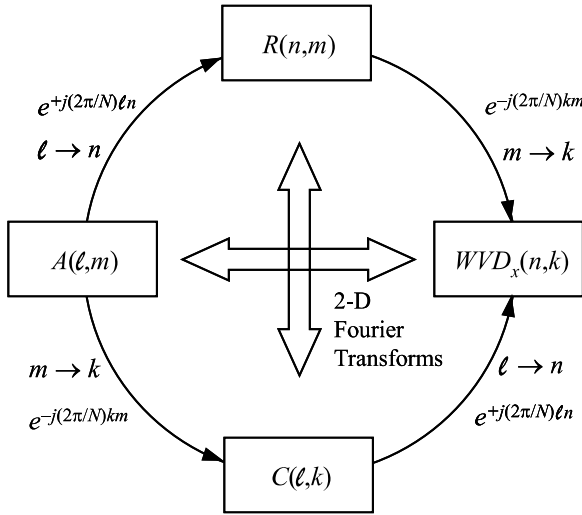 R(n,m)
e^{+j(2π/N)ℓn}
ℓ → n
e^{-j(2π/N)km}
m → k
A(ℓ,m)
WVD_x(n,k)
2-D
Fourier
Transforms
m → k
e^{-j(2π/N)km}
ℓ → n
e^{+j(2π/N)ℓn}
C(ℓ,k)